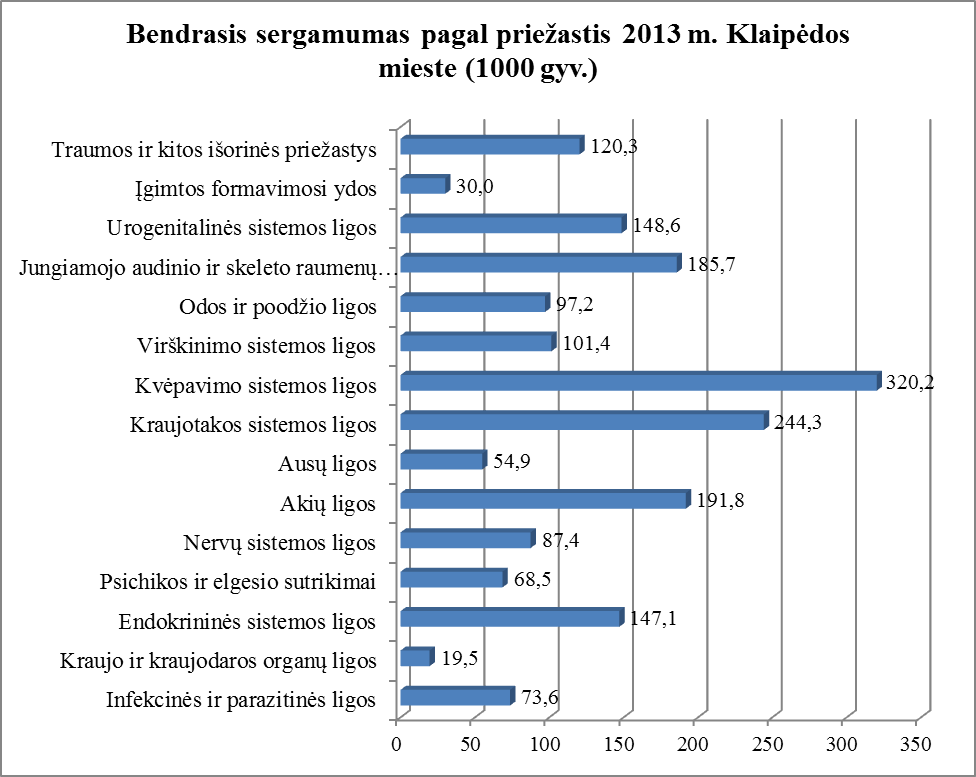 Bendrasis sergamumas pagal priežastis 2013 m. Klaipėdos
mieste (1000 gyv.)
Traumos ir kitos išorinės priežastys 120,3
Įgimtos formavimosi ydos 30,0
Urogenitalinės sistemos ligos 148,6
Jungiamojo audinio ir skeleto raumenų… 185,7
Odos ir poodžio ligos 97,2
Virškinimo sistemos ligos 101,4
Kvėpavimo sistemos ligos 320,2
Kraujotakos sistemos ligos 244,3
Ausų ligos 54,9
Akių ligos 191,8
Nervų sistemos ligos 87,4
Psichikos ir elgesio sutrikimai 68,5
Endokrininės sistemos ligos 147,1
Kraujo ir kraujodaros organų ligos 19,5
Infekcinės ir parazitinės ligos 73,6
0 50 100 150 200 250 300 350